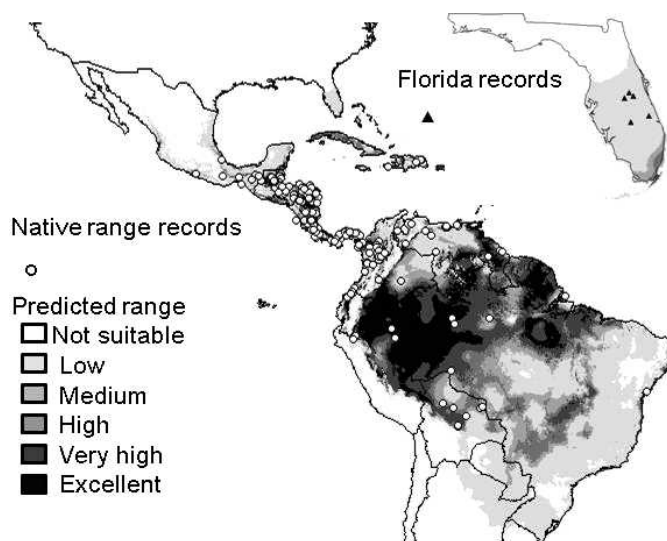 Florida records
Native range records
Predicted range
Not suitable
Low
Medium
High
Very high
Excellent